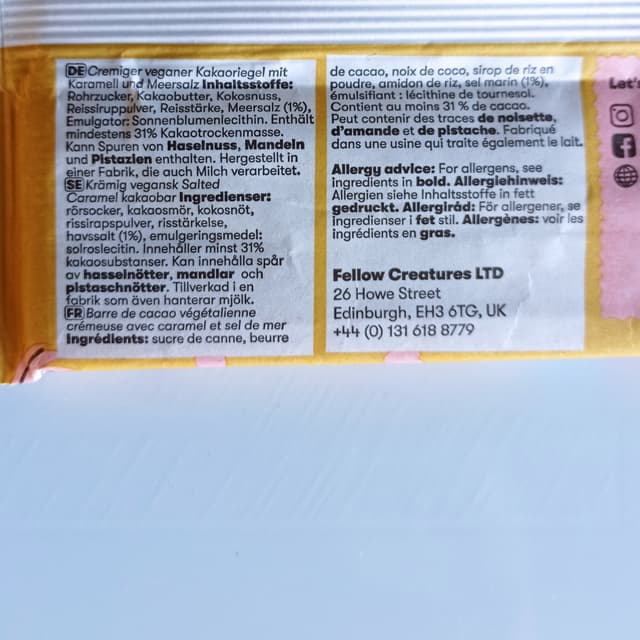 DE Cremiger veganer Kakaoriegel mit
Karamell und Meersalz Inhaltsstoffe:
Rohrzucker, Kakaobutter, Kokosnuss,
Reissiruppulver, Reisstärke, Meersalz (1%),
Emulgator: Sonnenblumenlecithin. Enthält
mindestens 31% Kakaotrockenmasse.
Kann Spuren von Haselnuss, Mandeln
und Pistazien enthalten. Hergestellt in
einer Fabrik, die auch Milch verarbeitet.
SE Krämig vegansk Salted
Caramel kakaobar Ingredienser:
rörsocker, kakaosmör, kokosnöt,
rissirapspulver, risstärkelse,
havssalt (1%), emulgeringsmedel:
solroslecitin. Innehåller minst 31%
kakaosubstanser. Kan innehålla spår
av hasselnötter, mandlar och
pistaschnötter. Tillverkad i en
fabrik som även hanterar mjölk.
FR Barre de cacao végétalienne
crémeuse avec caramel et sel de mer
Ingrédients: sucre de canne, beurre
de cacao, noix de coco, sirop de riz en
poudre, amidon de riz, sel marin (1%),
émulsifiant : lécithine de tournesol.
Contient au moins 31 % de cacao.
Peut contenir des traces de noisette,
d'amande et de pistache. Fabriqué
dans une usine qui traite également le lait.
Allergy advice: For allergens, see
ingredients in bold. Allergiehinweis:
Allergien siehe Inhaltsstoffe in fett
gedruckt. Allergiråd: För allergener, se
ingredienser i fet stil. Allergènes: voir les
ingrédients en gras.
Fellow Creatures LTD
26 Howe Street
Edinburgh, EH3 6TG, UK
+44 (0) 131 618 8779
Let's